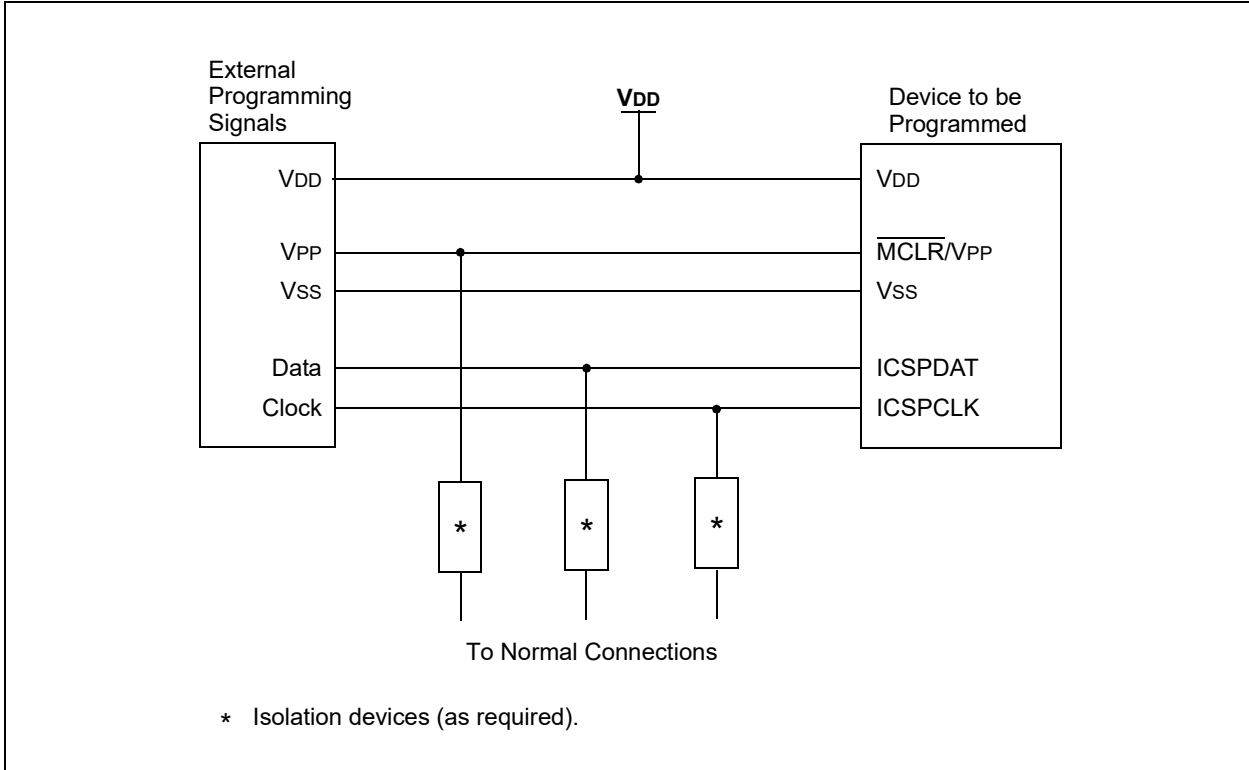 External
Programming
Signals
VDD
Device to be
Programmed
VDD
VDD
VPP
MCLR/VPP
VSS
VSS
Data
ICSPDAT
Clock
ICSPCLK
* * *
To Normal Connections
* Isolation devices (as required).